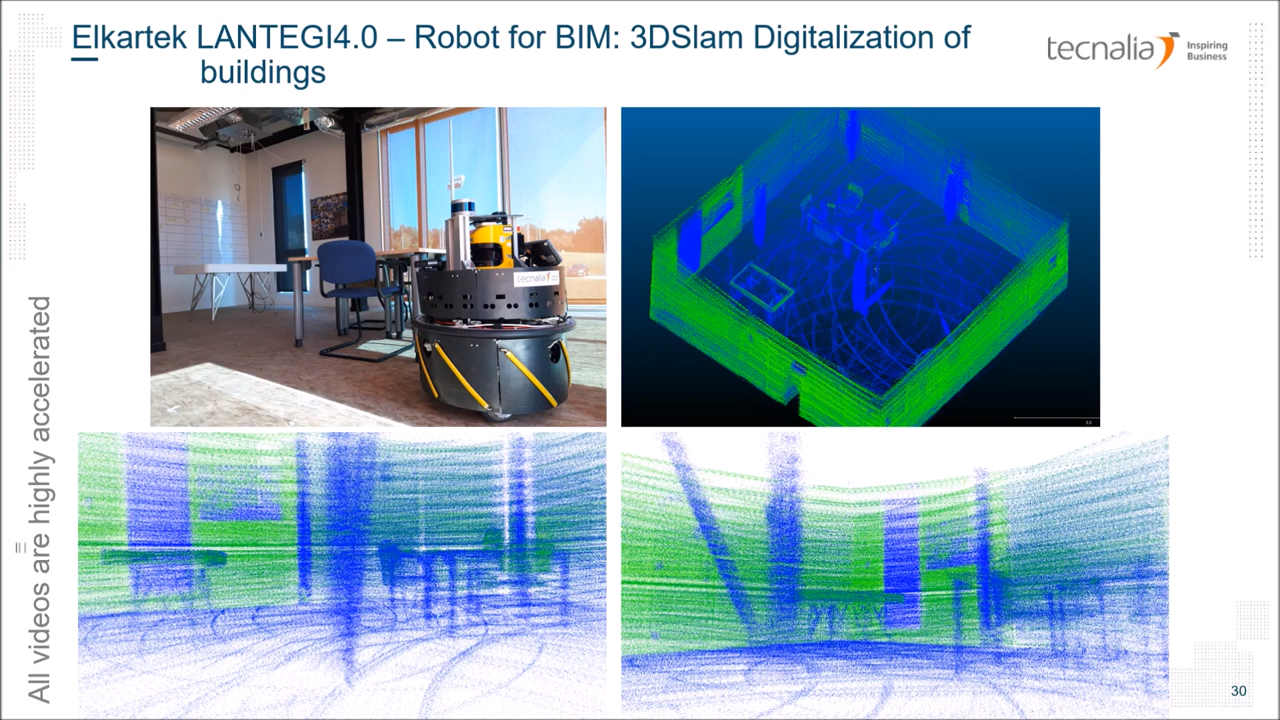 Elkartek LANTEGI4.0 – Robot for BIM: 3DSlam Digitalization of
buildings
tecnalia Inspiring
Business
tecnalia
All videos are highly accelerated
30